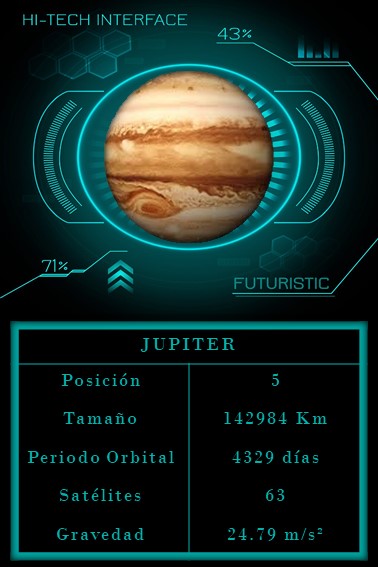 HI-TECH INTERFACE
43%
71%
FUTURISTIC
JUPITER
Posición 5
Tamaño 142984 Km
Periodo Orbital 4329 días
Satélites 63
Gravedad 24.79 m/s²